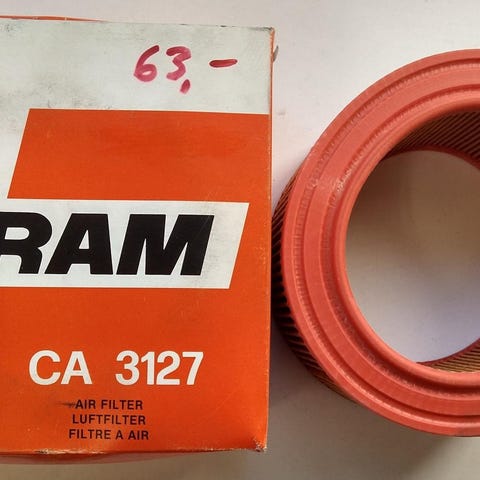 63,-
RAM
CA 3127
AIR FILTER
LUFTFILTER
FILTRE A AIR